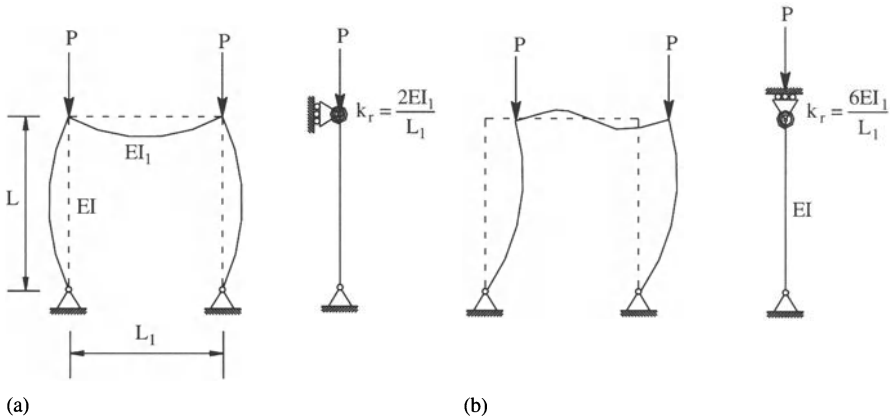 P
P
P
k_r = 2EI_1 / L_1
EI_1
L
EI
L_1
(a)
P
P
P
k_r = 6EI_1 / L_1
EI
(b)